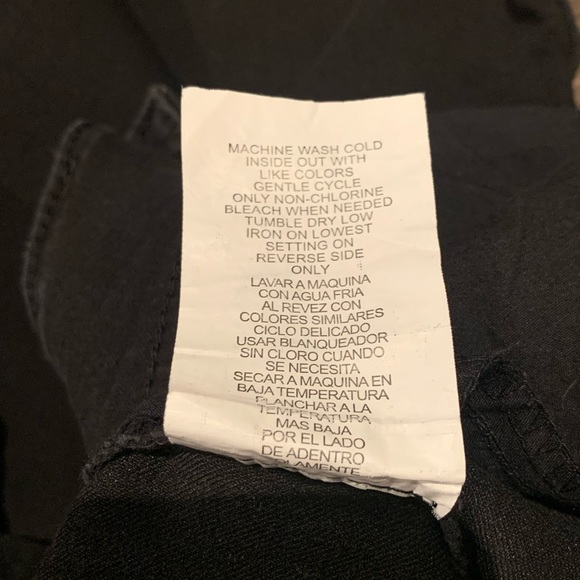 MACHINE WASH COLD
INSIDE OUT WITH
LIKE COLORS
GENTLE CYCLE
ONLY NON-CHLORINE
BLEACH WHEN NEEDED
TUMBLE DRY LOW
IRON ON LOWEST
SETTING ON
REVERSE SIDE
ONLY
LAVAR A MAQUINA
CON AGUA FRIA
AL REVEZ CON
COLORES SIMILARES
CICLO DELICADO
USAR BLANQUEADOR
SIN CLORO CUANDO
SE NECESITA
SECAR A MAQUINA EN
BAJA TEMPERATURA
PLANCHAR A LA
TEMPERATURA
MAS BAJA
POR EL LADO
DE ADENTRO
SOLAMENTE